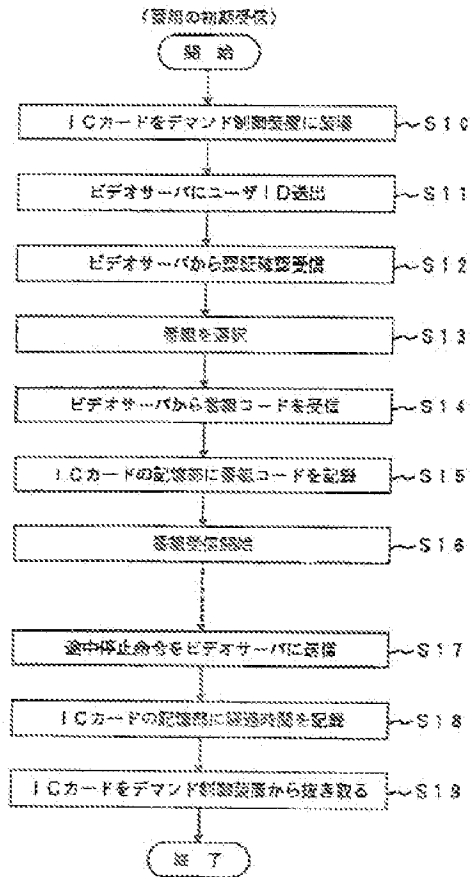 〈番組の初期受信〉
開始
ICカードをデマンド制御装置に装着 S10
ビデオサーバにユーザID送出 S11
ビデオサーバから認証確認受信 S12
番組を選択 S13
ビデオサーバから番組コードを受信 S14
ICカードの記憶部に番組コードを記録 S15
番組受信開始 S16
途中停止命令をビデオサーバに送信 S17
ICカードの記憶部に経過時間を記録 S18
ICカードをデマンド制御装置から抜き取る S19
終了